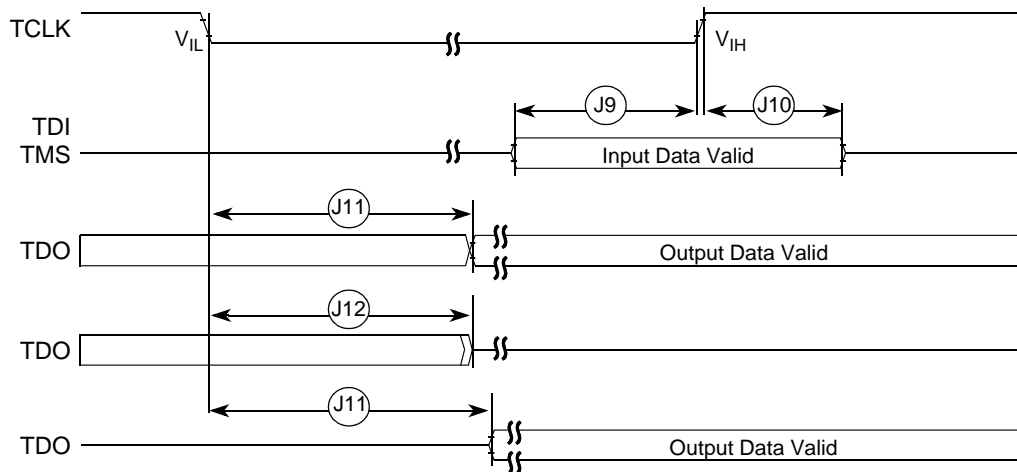 TCLK
VIL
VIH
J9
J10
TDI
TMS
Input Data Valid
J11
TDO
Output Data Valid
J12
TDO
J11
TDO
Output Data Valid